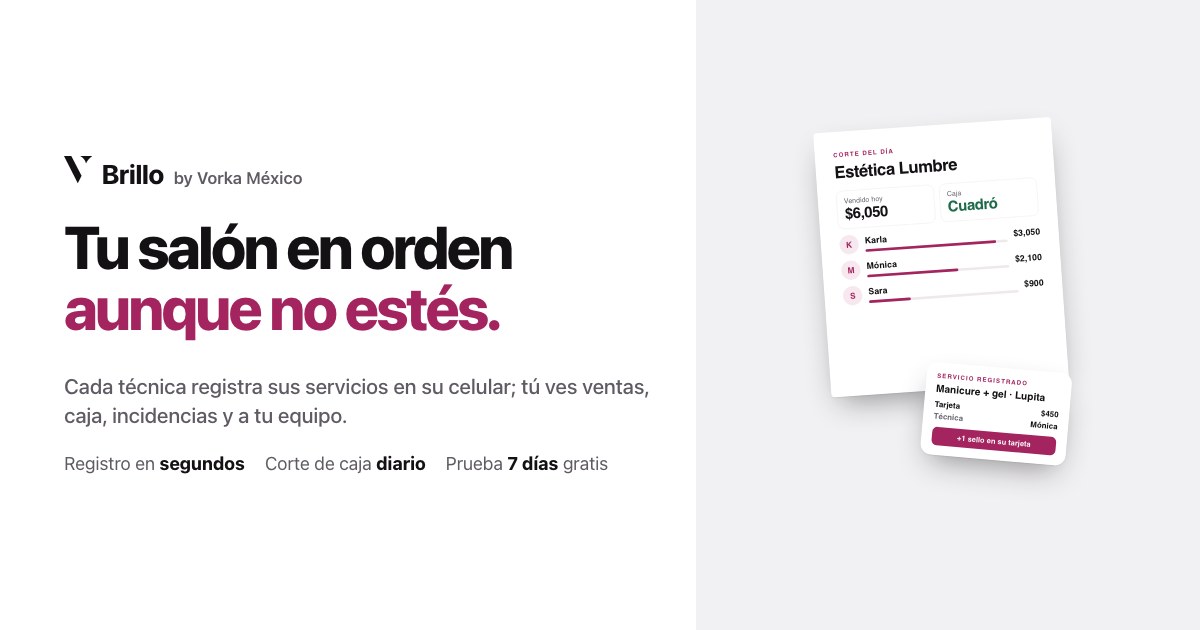 Brillo by Vorka México
Tu salón en orden
aunque no estés.
Cada técnica registra sus servicios en su celular; tú ves ventas,
caja, incidencias y a tu equipo.
Registro en segundos Corte de caja diario Prueba 7 días gratis
CORTE DEL DÍA
Estética Lumbre
Vendido hoy
$6,050
Caja
Cuadró
K Karla $3,050
M Mónica $2,100
S Sara $900
SERVICIO REGISTRADO
Manicure + gel · Lupita
Tarjeta $450
Técnica Mónica
+1 sello en su tarjeta